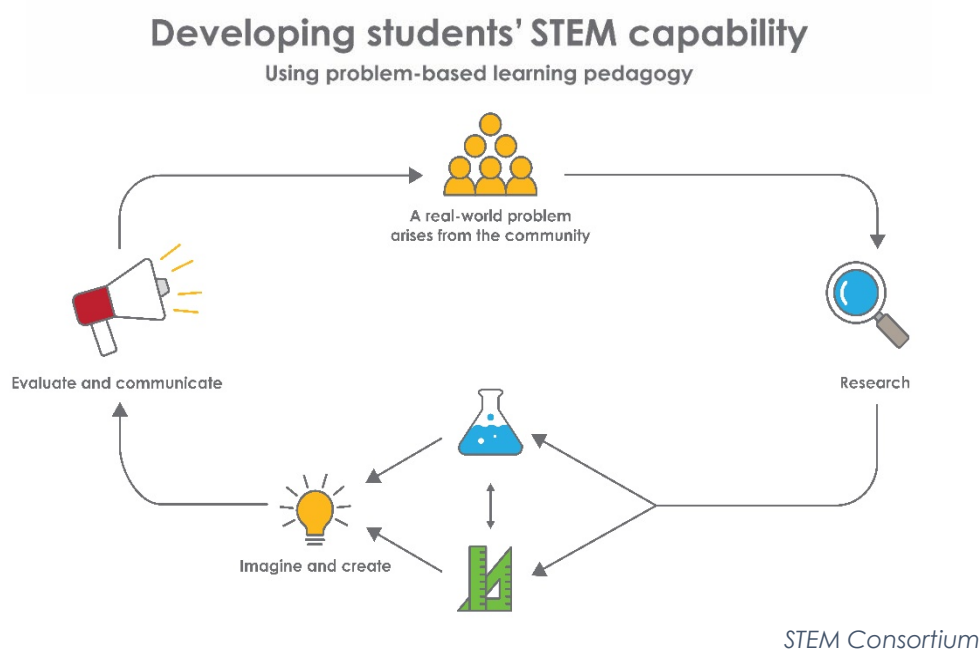 Developing students' STEM capability
Using problem-based learning pedagogy
A real-world problem
arises from the community
Research
Evaluate and communicate
Imagine and create
STEM Consortium